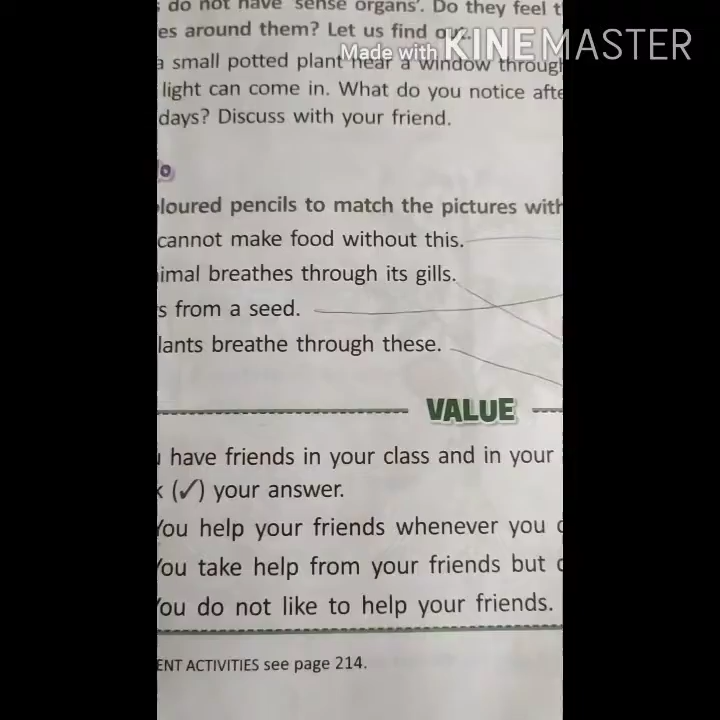 do not have 'sense organs'. Do they feel
es around them? Let us find out.
Made with KINEMASTER
a small potted plant near a window through
light can come in. What do you notice afte
days? Discuss with your friend.
loured pencils to match the pictures with
cannot make food without this.
imal breathes through its gills.
s from a seed.
lants breathe through these.
VALUE
have friends in your class and in your
(✓) your answer.
You help your friends whenever you
You take help from your friends but
You do not like to help your friends.
ENT ACTIVITIES see page 214.